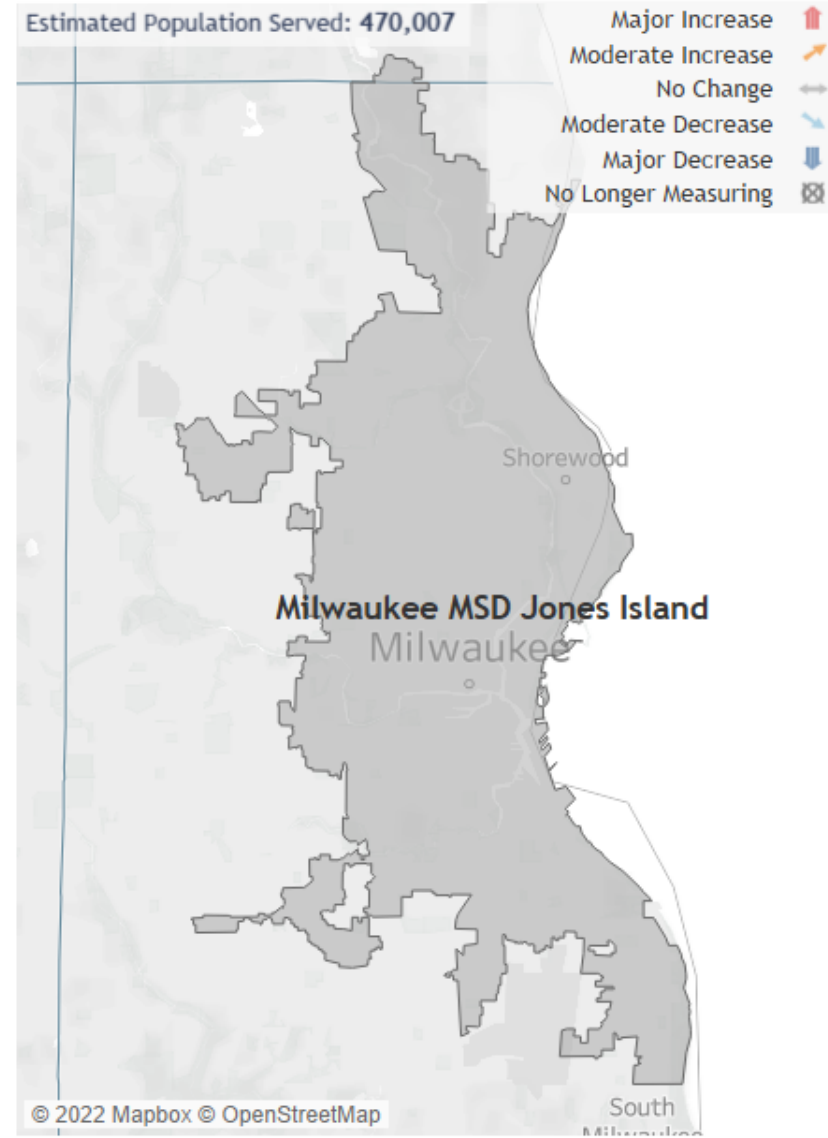 Estimated Population Served: 470,007
Major Increase
Moderate Increase
No Change
Moderate Decrease
Major Decrease
No Longer Measuring
Shorewood
Milwaukee MSD Jones Island
Milwaukee
South
Milwaukee
© 2022 Mapbox © OpenStreetMap